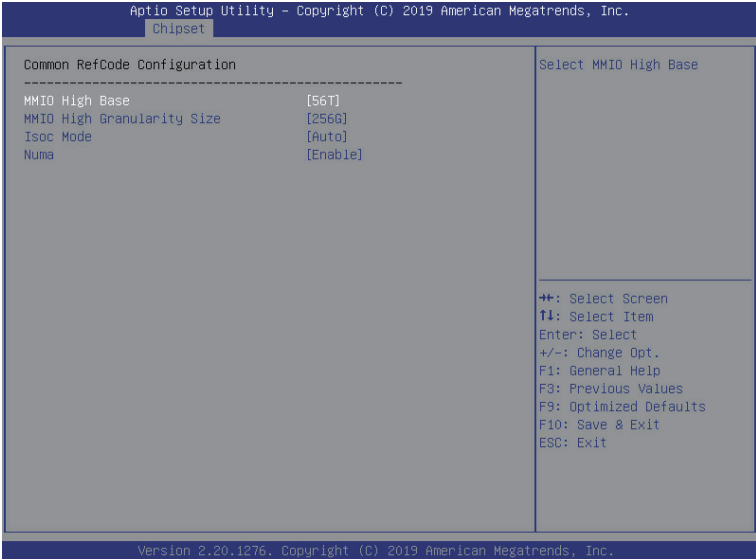 Aptio Setup Utility – Copyright (C) 2019 American Megatrends, Inc.
Chipset
Common RefCode Configuration
--------------------------------------------------
MMIO High Base [56T]
MMIO High Granularity Size [256G]
Isoc Mode [Auto]
Numa [Enable]
Select MMIO High Base
→←: Select Screen
↑↓: Select Item
Enter: Select
+/-: Change Opt.
F1: General Help
F3: Previous Values
F9: Optimized Defaults
F10: Save & Exit
ESC: Exit
Version 2.20.1276. Copyright (C) 2019 American Megatrends, Inc.